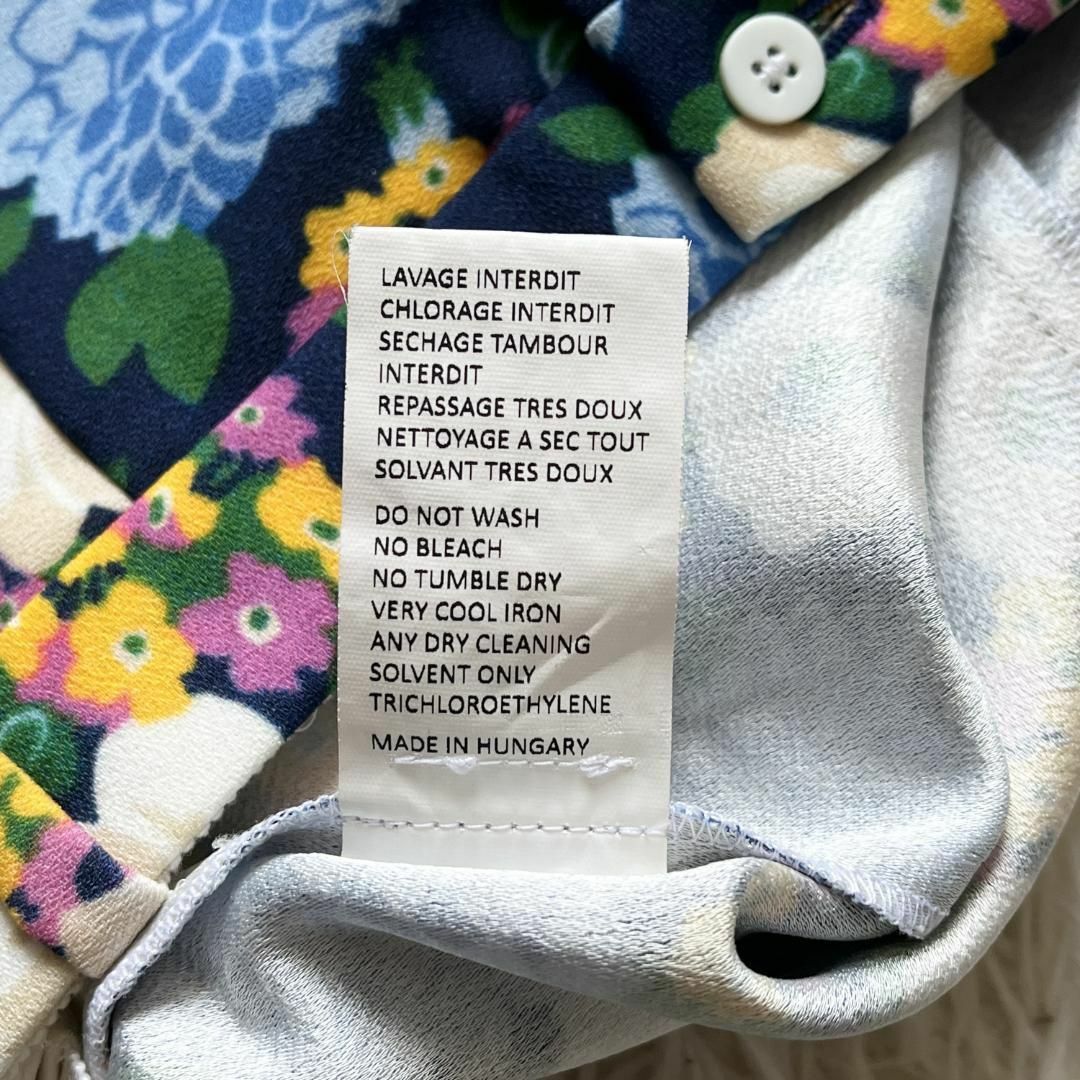 LAVAGE INTERDIT
CHLORAGE INTERDIT
SECHAGE TAMBOUR
INTERDIT
REPASSAGE TRES DOUX
NETTOYAGE A SEC TOUT
SOLVANT TRES DOUX
DO NOT WASH
NO BLEACH
NO TUMBLE DRY
VERY COOL IRON
ANY DRY CLEANING
SOLVENT ONLY
TRICHLOROETHYLENE
MADE IN HUNGARY